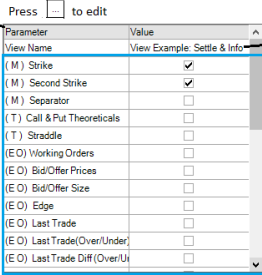 Press ... to edit
Parameter Value
View Name View Example: Settle & Info
( M ) Strike
( M ) Second Strike
( M ) Separator
( T ) Call & Put Theoreticals
( T ) Straddle
(E O) Working Orders
(E O) Bid/Offer Prices
(E O) Bid/Offer Size
(E O) Edge
(E O) Last Trade
(E O) Last Trade(Over/Under)
(E O) Last Trade Diff (Over/Ur